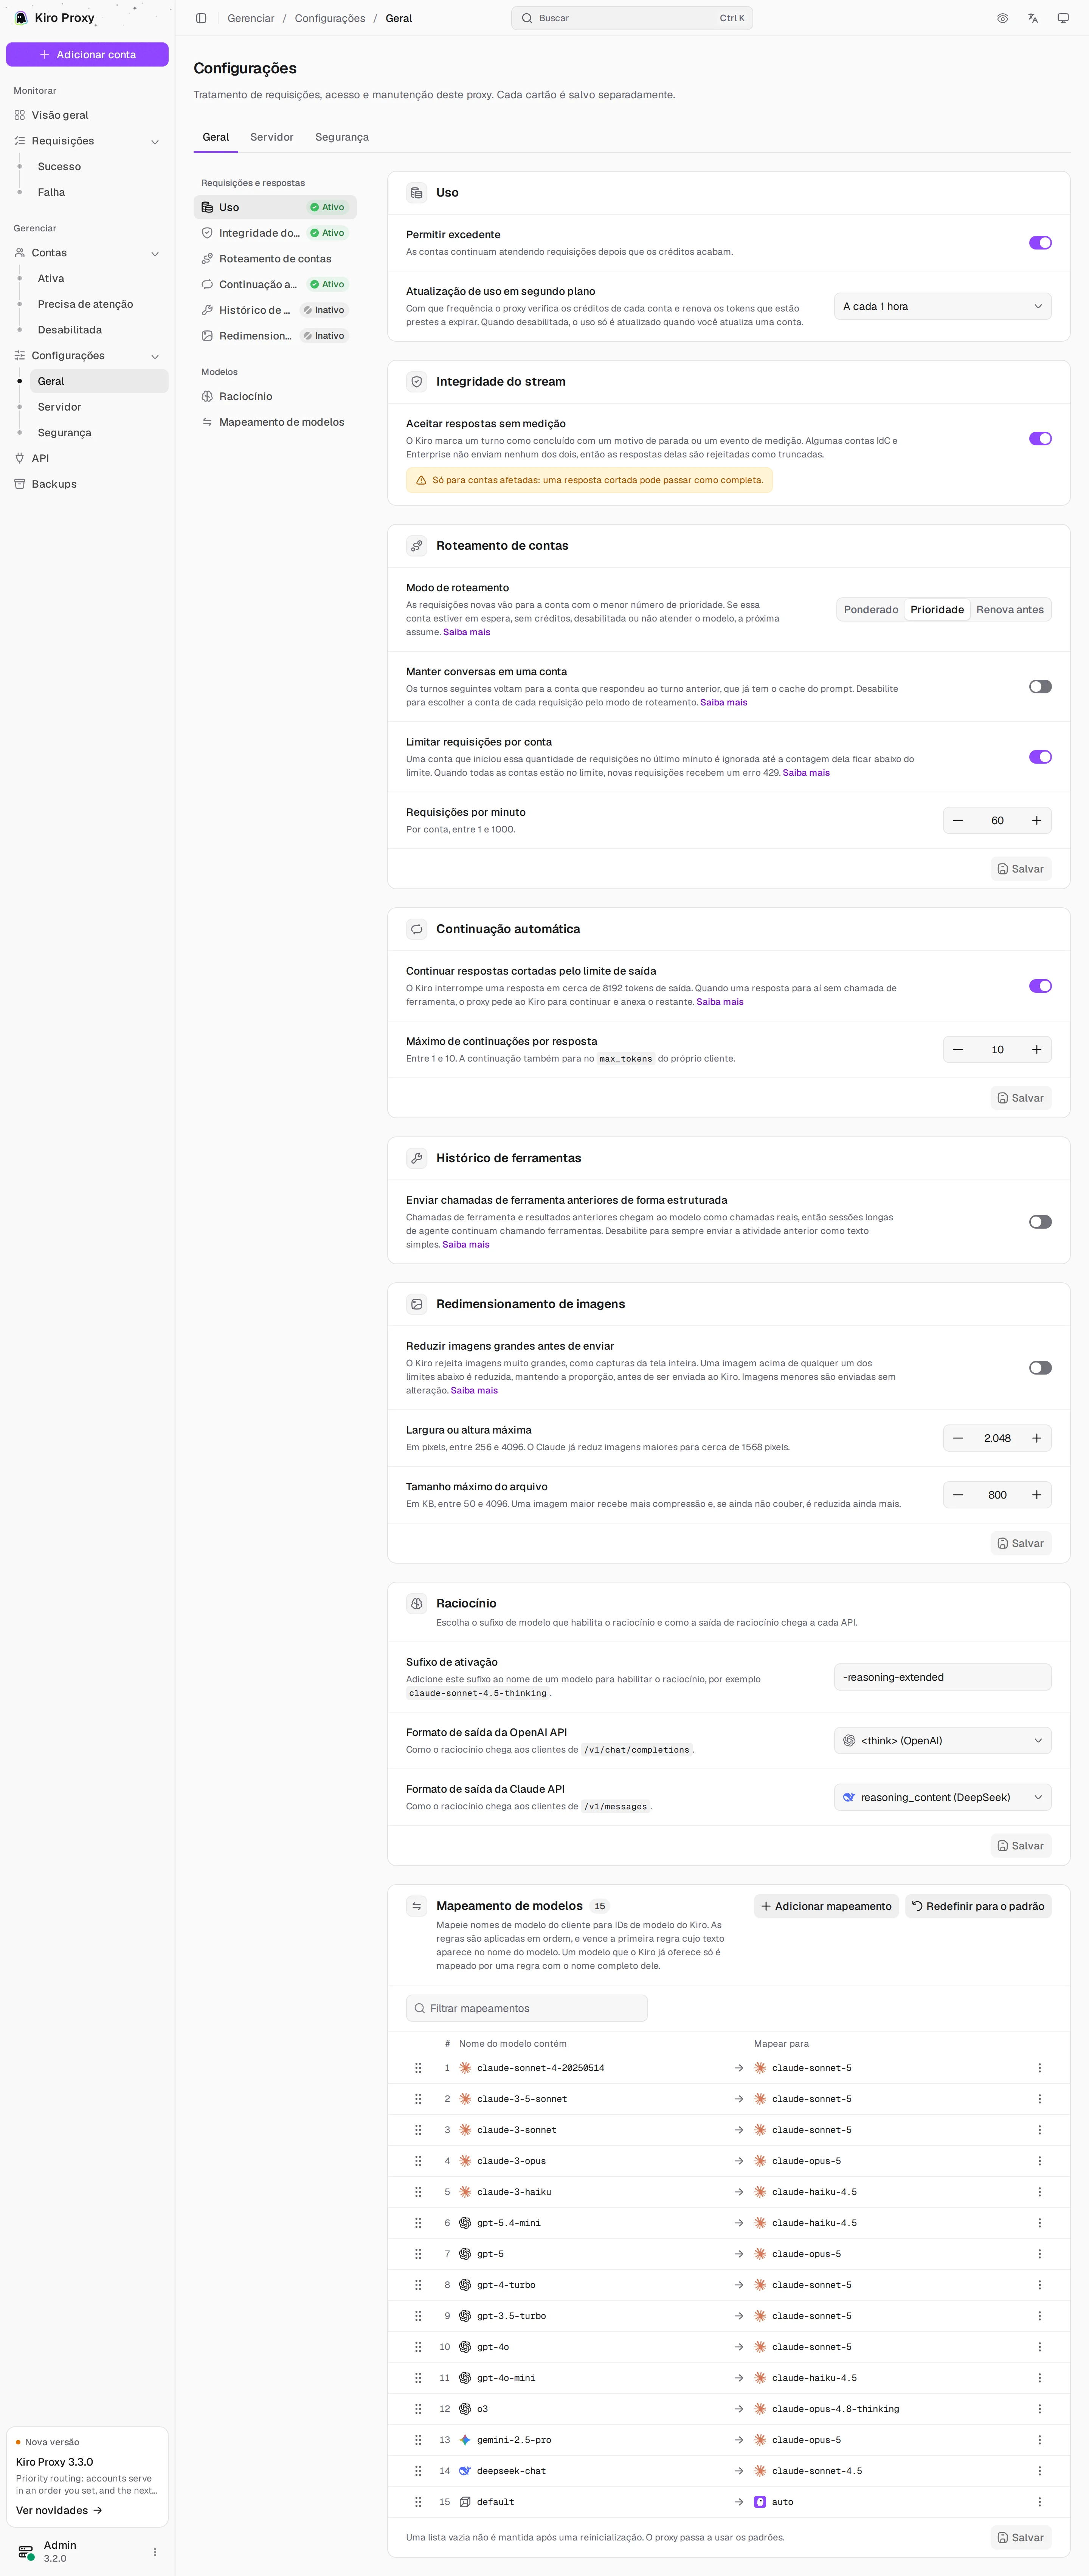 Kiro Proxy
Adicionar conta
Monitorar
Visão geral
Requisições
Sucesso
Falha
Gerenciar
Contas
Ativa
Precisa de atenção
Desabilitada
Configurações
Geral
Servidor
Segurança
API
Backups
Nova versão
Kiro Proxy 3.3.0
Priority routing: accounts serve
in an order you set, and the next...
Ver novidades
Admin
3.2.0
Gerenciar / Configurações / Geral
Buscar Ctrl K
Configurações
Tratamento de requisições, acesso e manutenção deste proxy. Cada cartão é salvo separadamente.
Geral Servidor Segurança
Requisições e respostas
Uso Ativo
Integridade do... Ativo
Roteamento de contas
Continuação a... Ativo
Histórico de ... Inativo
Redimension... Inativo
Modelos
Raciocínio
Mapeamento de modelos
Uso
Permitir excedente
As contas continuam atendendo requisições depois que os créditos acabam.
Atualização de uso em segundo plano
Com que frequência o proxy verifica os créditos de cada conta e renova os tokens que estão
prestes a expirar. Quando desabilitada, o uso só é atualizado quando você atualiza uma conta.
A cada 1 hora
Integridade do stream
Aceitar respostas sem medição
O Kiro marca um turno como concluído com um motivo de parada ou um evento de medição. Algumas contas IdC e
Enterprise não enviam nenhum dos dois, então as respostas delas são rejeitadas como truncadas.
Só para contas afetadas: uma resposta cortada pode passar como completa.
Roteamento de contas
Modo de roteamento
As requisições novas vão para a conta com o menor número de prioridade. Se essa
conta estiver em espera, sem créditos, desabilitada ou não atender o modelo, a próxima
assume. Saiba mais
Ponderado Prioridade Renova antes
Manter conversas em uma conta
Os turnos seguintes voltam para a conta que respondeu ao turno anterior, que já tem o cache do prompt. Desabilite
para escolher a conta de cada requisição pelo modo de roteamento. Saiba mais
Limitar requisições por conta
Uma conta que iniciou essa quantidade de requisições no último minuto é ignorada até a contagem dela ficar abaixo do
limite. Quando todas as contas estão no limite, novas requisições recebem um erro 429. Saiba mais
Requisições por minuto
Por conta, entre 1 e 1000.
60
Salvar
Continuação automática
Continuar respostas cortadas pelo limite de saída
O Kiro interrompe uma resposta em cerca de 8192 tokens de saída. Quando uma resposta para aí sem chamada de
ferramenta, o proxy pede ao Kiro para continuar e anexa o restante. Saiba mais
Máximo de continuações por resposta
Entre 1 e 10. A continuação também para no max_tokens do próprio cliente.
10
Salvar
Histórico de ferramentas
Enviar chamadas de ferramenta anteriores de forma estruturada
Chamadas de ferramenta e resultados anteriores chegam ao modelo como chamadas reais, então sessões longas
de agente continuam chamando ferramentas. Desabilite para sempre enviar a atividade anterior como texto
simples. Saiba mais
Redimensionamento de imagens
Reduzir imagens grandes antes de enviar
O Kiro rejeita imagens muito grandes, como capturas da tela inteira. Uma imagem acima de qualquer um dos
limites abaixo é reduzida, mantendo a proporção, antes de ser enviada ao Kiro. Imagens menores são enviadas sem
alteração. Saiba mais
Largura ou altura máxima
Em pixels, entre 256 e 4096. O Claude já reduz imagens maiores para cerca de 1568 pixels.
2.048
Tamanho máximo do arquivo
Em KB, entre 50 e 4096. Uma imagem maior recebe mais compressão e, se ainda não couber, é reduzida ainda mais.
800
Salvar
Raciocínio
Escolha o sufixo de modelo que habilita o raciocínio e como a saída de raciocínio chega a cada API.
Sufixo de ativação
Adicione este sufixo ao nome de um modelo para habilitar o raciocínio, por exemplo
claude-sonnet-4.5-thinking.
-reasoning-extended
Formato de saída da OpenAI API
Como o raciocínio chega aos clientes de /v1/chat/completions.
<think> (OpenAI)
Formato de saída da Claude API
Como o raciocínio chega aos clientes de /v1/messages.
reasoning_content (DeepSeek)
Salvar
Mapeamento de modelos 15
Mapeie nomes de modelo do cliente para IDs de modelo do Kiro. As
regras são aplicadas em ordem, e vence a primeira regra cujo texto
aparece no nome do modelo. Um modelo que o Kiro já oferece só é
mapeado por uma regra com o nome completo dele.
Adicionar mapeamento
Redefinir para o padrão
Filtrar mapeamentos
# Nome do modelo contém Mapear para
1 claude-sonnet-4-20250514 → claude-sonnet-5
2 claude-3-5-sonnet → claude-sonnet-5
3 claude-3-sonnet → claude-sonnet-5
4 claude-3-opus → claude-opus-5
5 claude-3-haiku → claude-haiku-4.5
6 gpt-5.4-mini → claude-haiku-4.5
7 gpt-5 → claude-opus-5
8 gpt-4-turbo → claude-sonnet-5
9 gpt-3.5-turbo → claude-sonnet-5
10 gpt-4o → claude-sonnet-5
11 gpt-4o-mini → claude-haiku-4.5
12 o3 → claude-opus-4.8-thinking
13 gemini-2.5-pro → claude-opus-5
14 deepseek-chat → claude-sonnet-4.5
15 default → auto
Uma lista vazia não é mantida após uma reinicialização. O proxy passa a usar os padrões.
Salvar